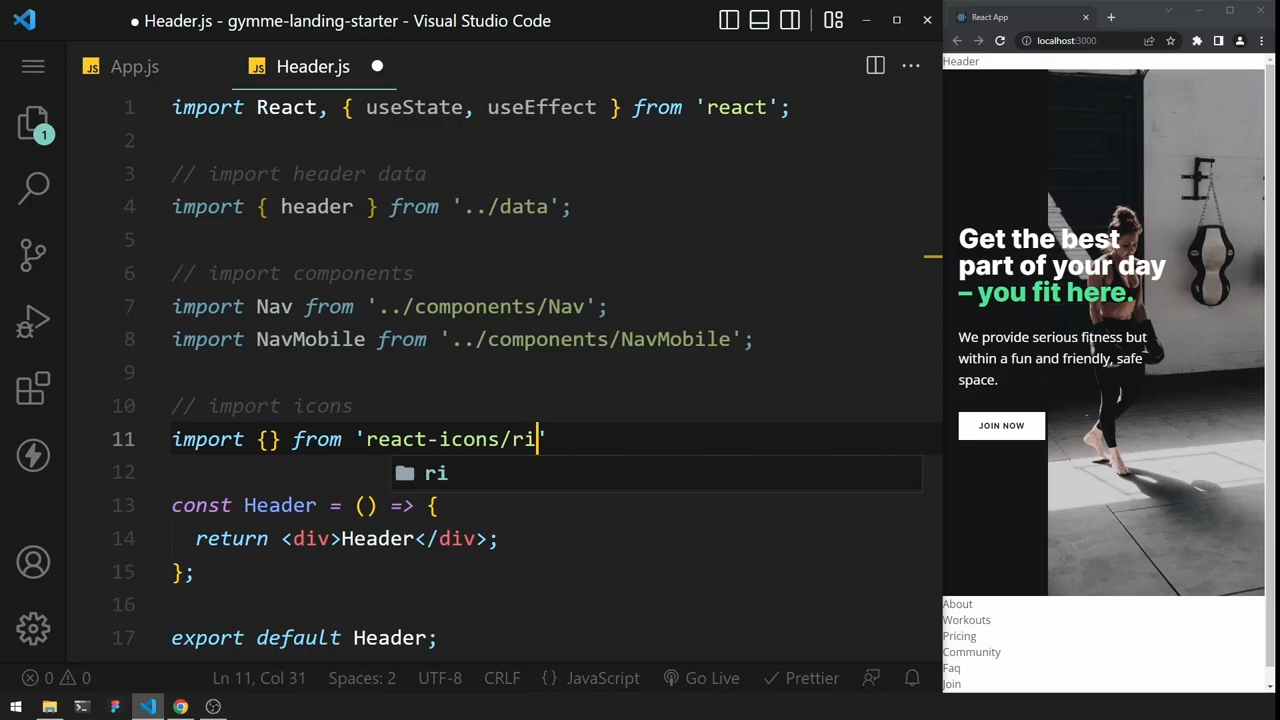 Header.js - gymme-landing-starter - Visual Studio Code
App.js
Header.js
1 import React, { useState, useEffect } from 'react';
2
3 // import header data
4 import { header } from '../data';
5
6 // import components
7 import Nav from '../components/Nav';
8 import NavMobile from '../components/NavMobile';
9
10 // import icons
11 import {} from 'react-icons/ri'
ri
12
13 const Header = () => {
14 return <div>Header</div>;
15 };
16
17 export default Header;
1
0 0
Ln 11, Col 31
Spaces: 2
UTF-8
CRLF
{} JavaScript
Go Live
Prettier
React App
localhost:3000
Header
Get the best
part of your day
– you fit here.
We provide serious fitness but
within a fun and friendly, safe
space.
JOIN NOW
About
Workouts
Pricing
Community
Faq
Join